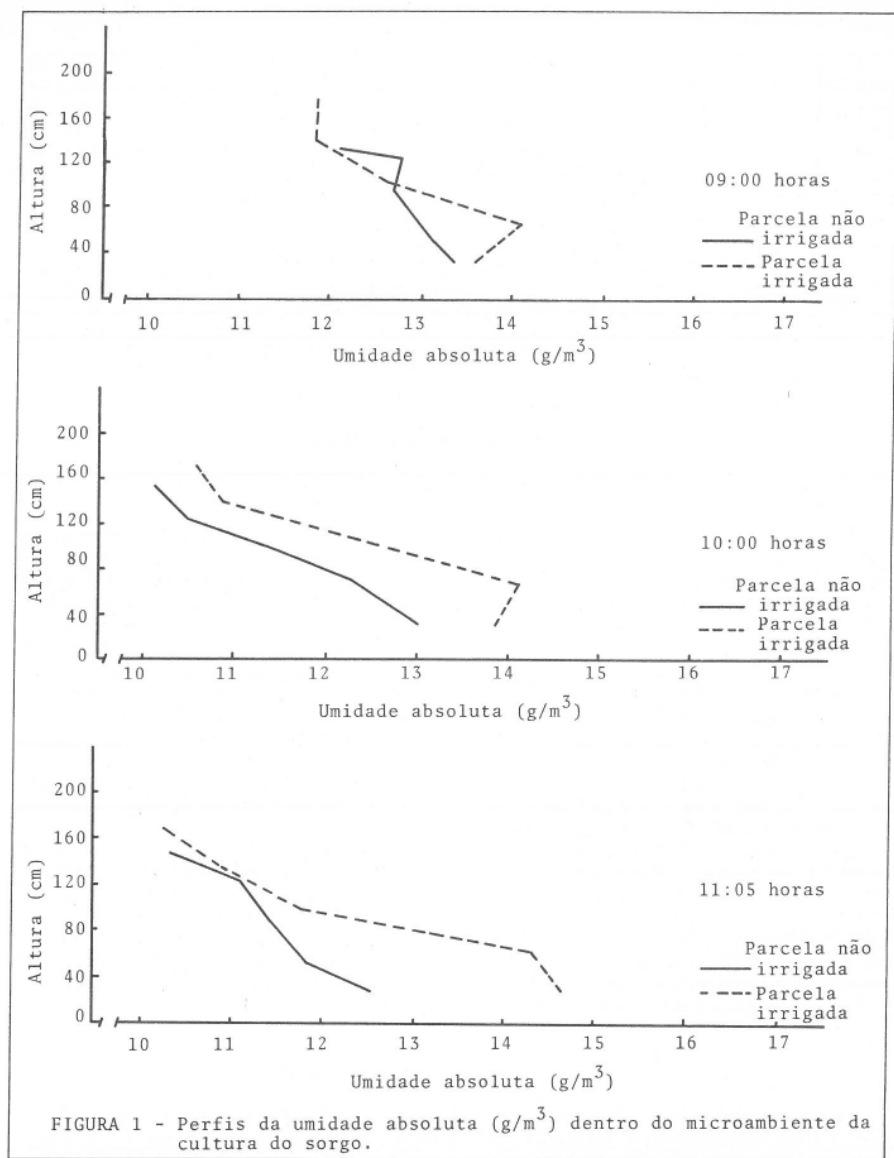 Altura (cm)
200
160
120
80
40
0
09:00 horas
Parcela não
irrigada
Parcela
irrigada
10 11 12 13 14 15 16 17
Umidade absoluta (g/m³)
Altura (cm)
200
160
120
80
40
0
10:00 horas
Parcela não
irrigada
Parcela
irrigada
10 11 12 13 14 15 16 17
Umidade absoluta (g/m³)
Altura (cm)
200
160
120
80
40
0
11:05 horas
Parcela não
irrigada
Parcela
irrigada
10 11 12 13 14 15 16 17
Umidade absoluta (g/m³)
FIGURA 1 - Perfis da umidade absoluta (g/m³) dentro do microambiente da
cultura do sorgo.